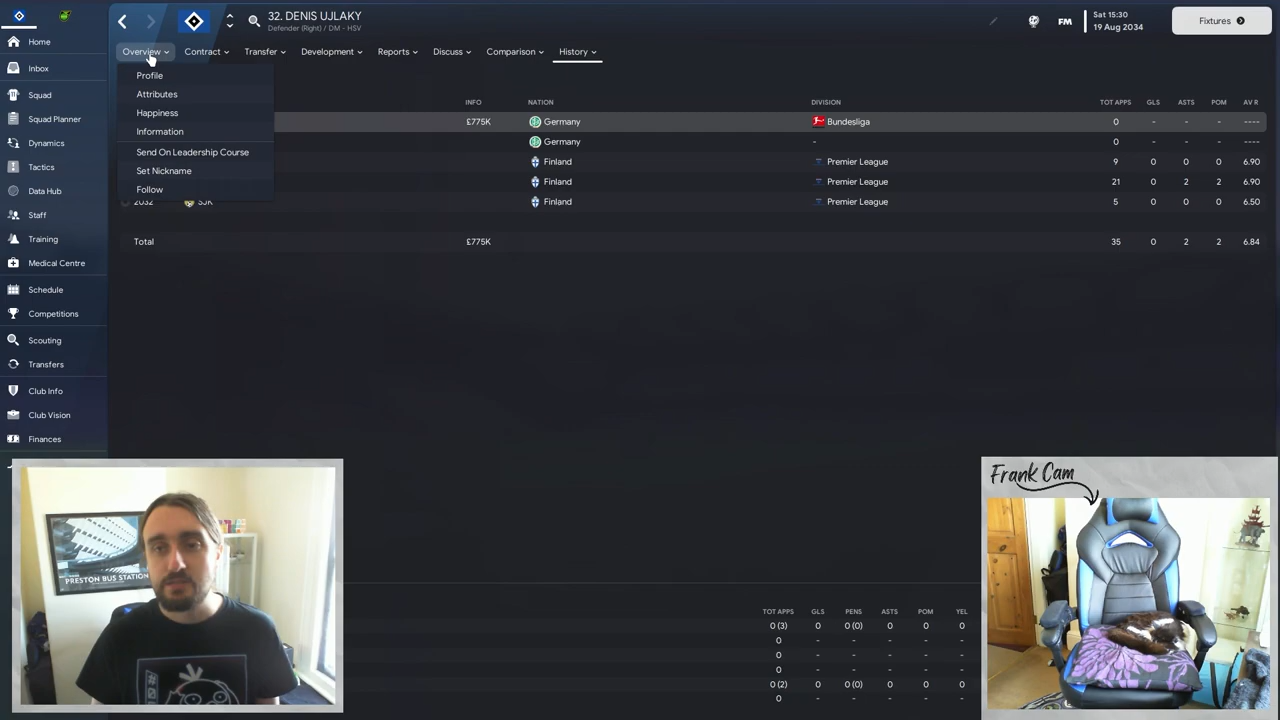 32. DENIS UJLAKY
Defender (Right) / DM - HSV
FM
Sat 15:30
19 Aug 2034
Fixtures
Overview Contract Transfer Development Reports Discuss Comparison History
Home
Inbox
Squad
Squad Planner
Dynamics
Tactics
Data Hub
Staff
Training
Medical Centre
Schedule
Competitions
Scouting
Transfers
Club Info
Club Vision
Finances
Profile
Attributes
Happiness
Information
Send On Leadership Course
Set Nickname
Follow
INFO NATION DIVISION TOT APPS GLS ASTS POM AV R
£775K Germany Bundesliga 0 - - - ----
Germany - 0 - - - ----
Finland Premier League 9 0 0 0 6.90
Finland Premier League 21 0 2 2 6.90
2032 SJK Finland Premier League 5 0 0 0 6.50
Total £775K 35 0 2 2 6.84
TOT APPS GLS PENS ASTS POM YEL
0 (3) 0 0 (0) 0 0 0
0 - - - - -
0 - - - - -
0 - - - - -
0 (2) 0 0 (0) 0 0 0
0 - - - - -
PRESTON BUS STATION
Frank Cam